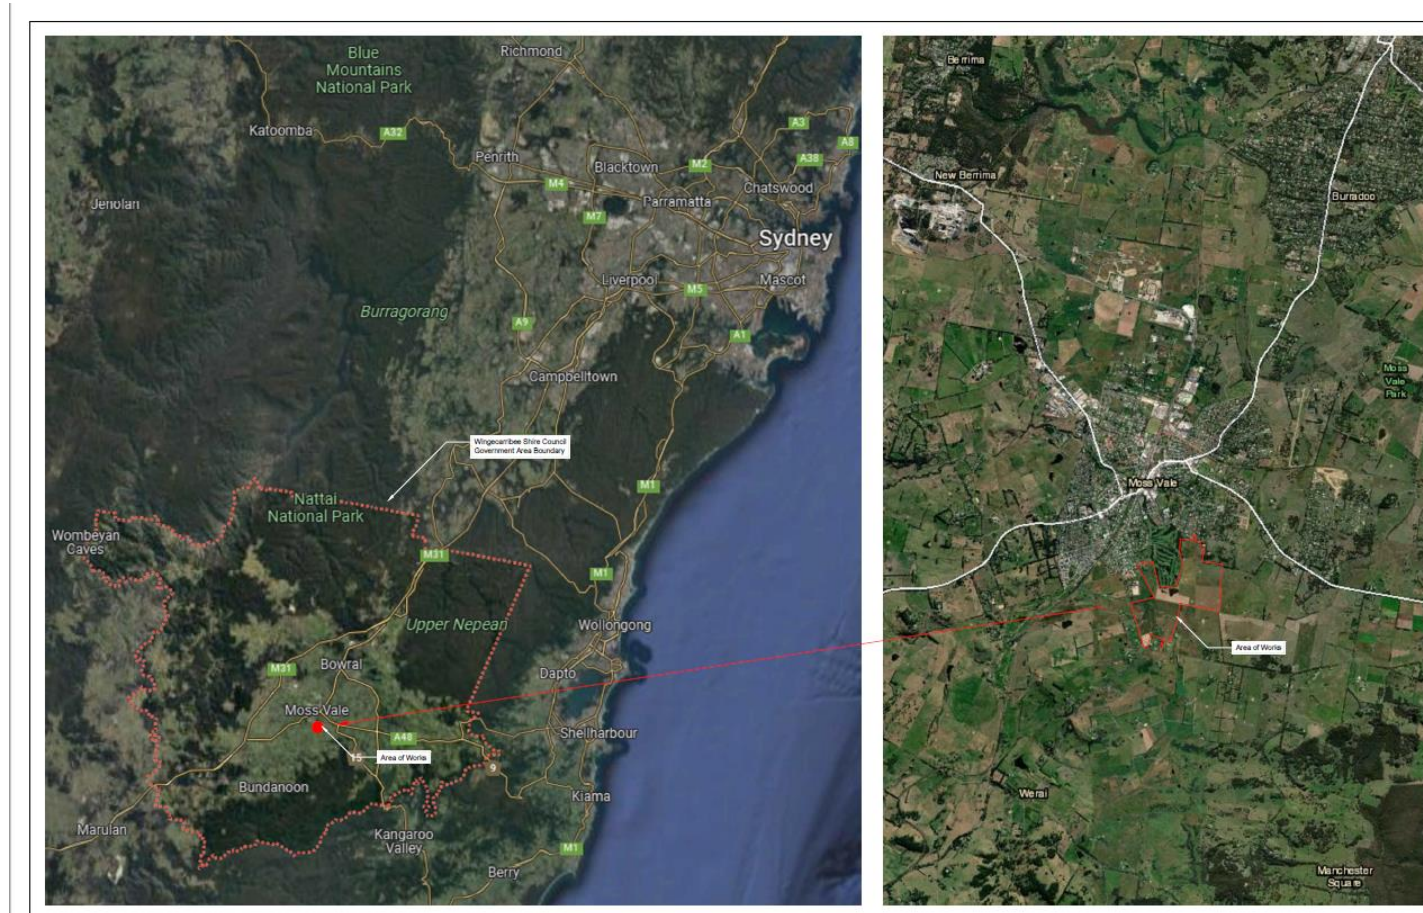 Blue
Mountains
National Park
Richmond
Katoomba
A32
A3
A8
Penrith
Blacktown
M2
A38
M4
Chatswood
Jenolan
Parramatta
M7
Sydney
Liverpool
M5
Mascot
Burragorang
A9
A1
Campbelltown
Wingecarribee Shire Council
Government Area Boundary
M1
Nattai
National Park
Wombeyan
Caves
M31
M1
Upper Nepean
Wollongong
M31
Bowral
Dapto
Moss Vale
Shellharbour
A48
15
Area of Works
9
Bundanoon
Kiama
Marulan
Kangaroo
Valley
M1
Berry
Berrima
New Berrima
Burradoo
Moss
Vale
Park
Moss Vale
Area of Works
Werai
Manchester
Square